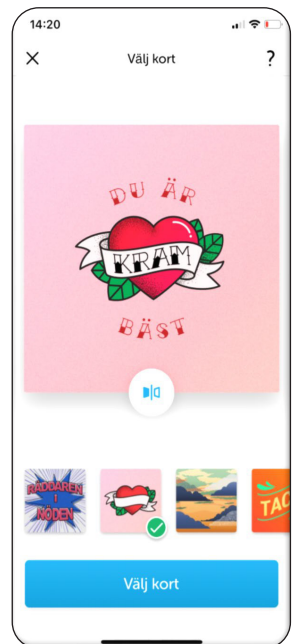 14:20
Välj kort
?
DU ÄR
KRAM
BÄST
RÄDDAREN
I
NÖDEN
TAC
Välj kort